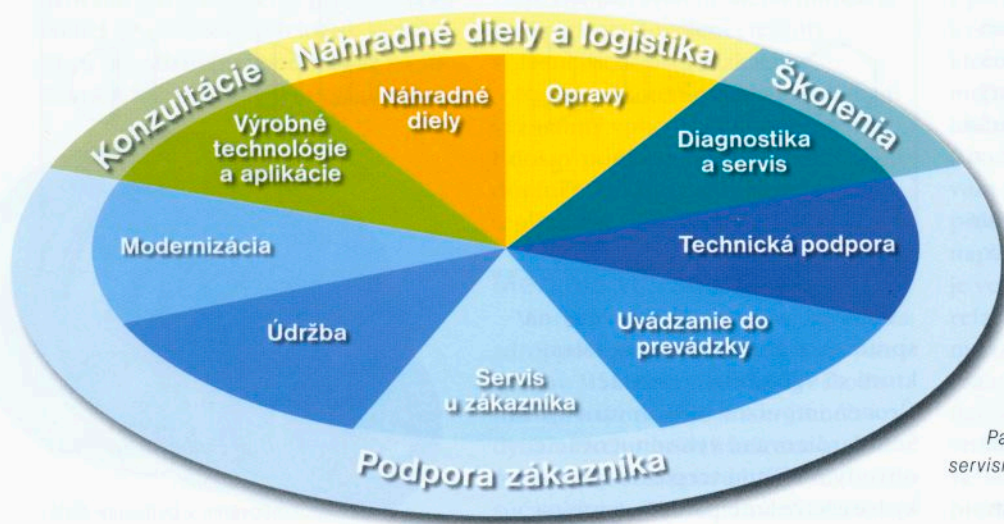 Náhradné diely a logistika
Konzultácie
Školenia
Náhradné
diely
Opravy
Výrobné
technológie
a aplikácie
Diagnostika
a servis
Modernizácia
Technická podpora
Údržba
Uvádzanie do
prevádzky
Servis
u zákazníka
Podpora zákazníka